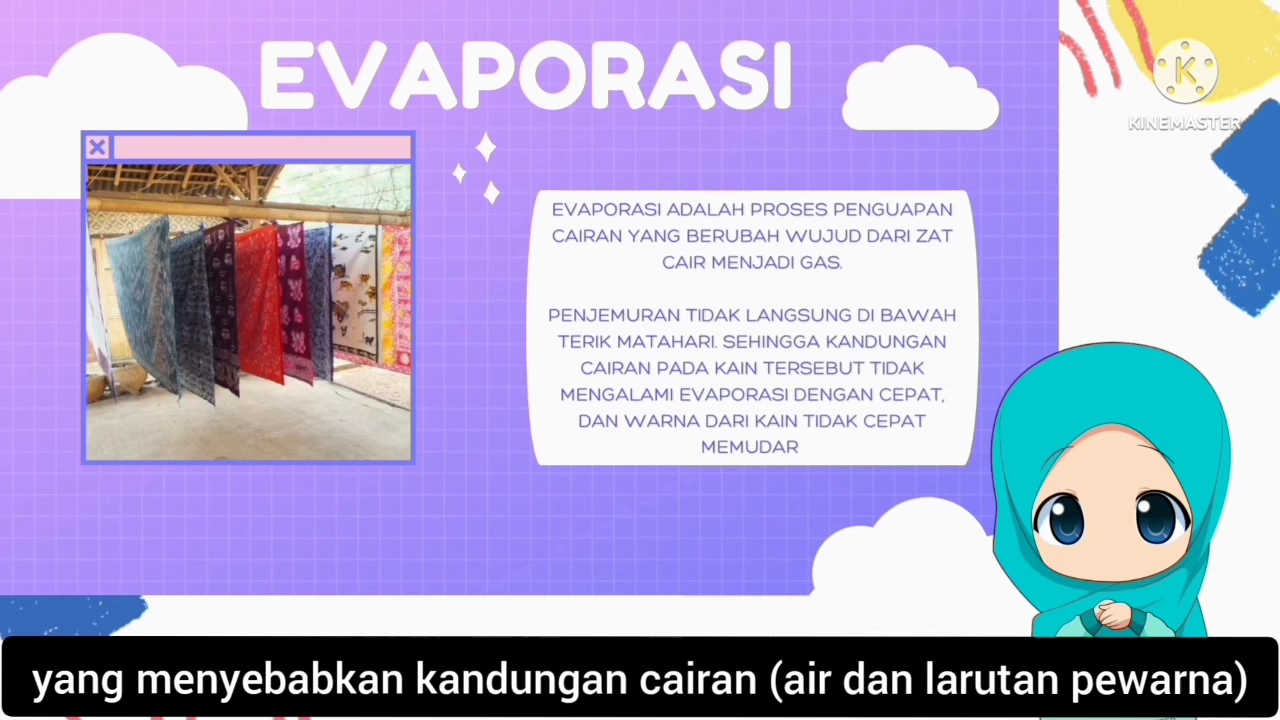 EVAPORASI
K
KINEMASTER
EVAPORASI ADALAH PROSES PENGUAPAN
CAIRAN YANG BERUBAH WUJUD DARI ZAT
CAIR MENJADI GAS.
PENJEMURAN TIDAK LANGSUNG DI BAWAH
TERIK MATAHARI. SEHINGGA KANDUNGAN
CAIRAN PADA KAIN TERSEBUT TIDAK
MENGALAMI EVAPORASI DENGAN CEPAT,
DAN WARNA DARI KAIN TIDAK CEPAT
MEMUDAR
yang menyebabkan kandungan cairan (air dan larutan pewarna)